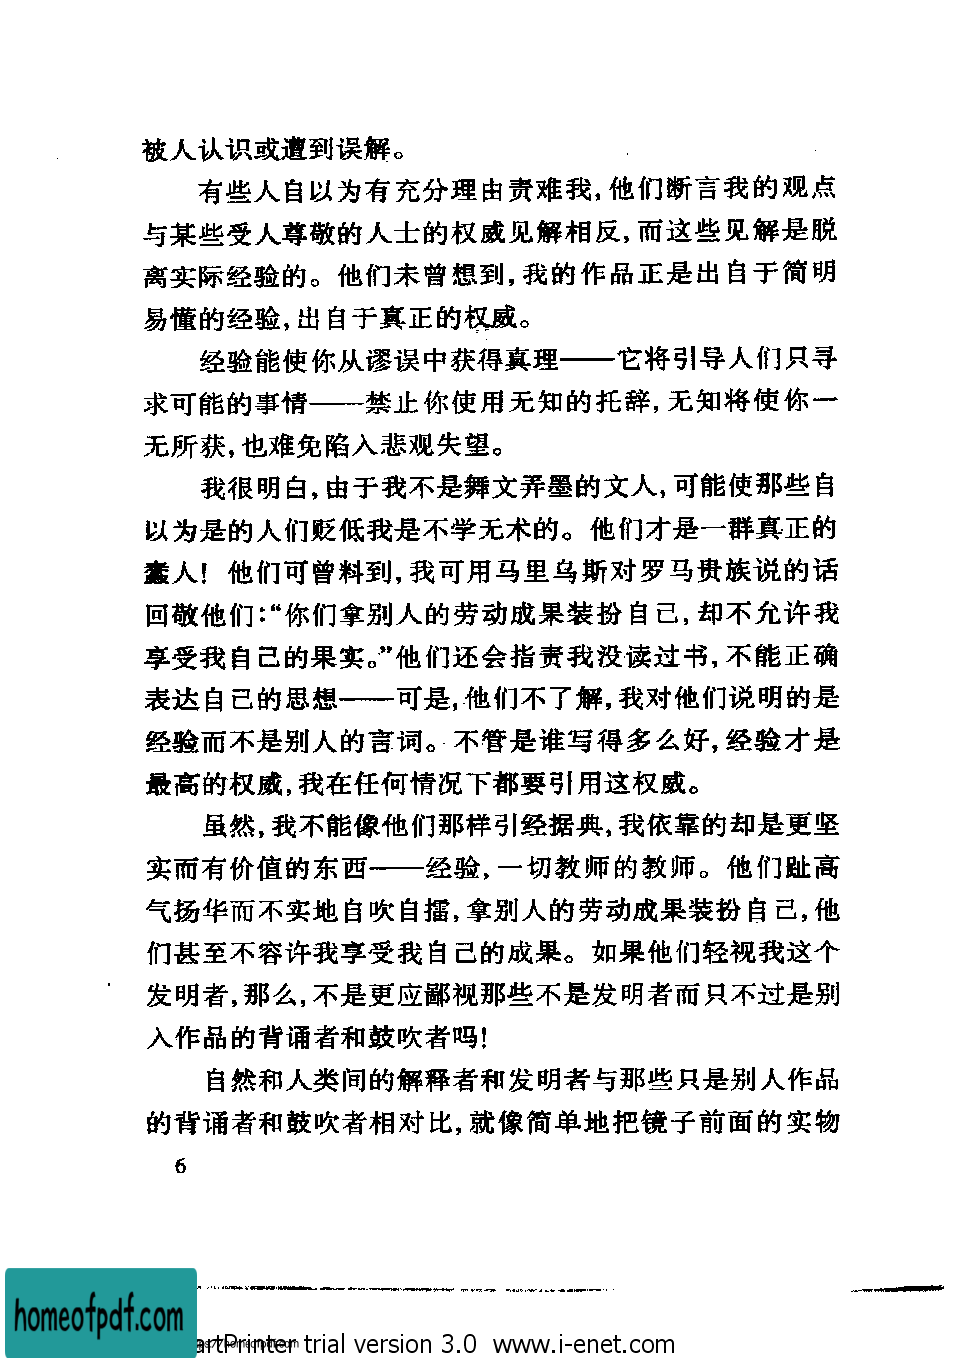 被人认识或遭到误解。
有些人自以为有充分理由责难我,他们断言我的观点
与某些受人尊敬的人士的权威见解相反,而这些见解是脱
离实际经验的。他们未曾想到,我的作品正是出自于简明
易懂的经验,出自于真正的权威。
经验能使你从谬误中获得真理——它将引导人们只寻
求可能的事情——禁止你使用无知的托辞,无知将使你一
无所获,也难免陷入悲观失望。
我很明白,由于我不是舞文弄墨的文人,可能使那些自
以为是的人们贬低我是不学无术的。他们才是一群真正的
蠢人!他们可曾料到,我可用马里乌斯对罗马贵族说的话
回敬他们:“你们拿别人的劳动成果装扮自己,却不允许我
享受我自己的果实。”他们还会指责我没读过书,不能正确
表达自己的思想——可是,他们不了解,我对他们说明的是
经验而不是别人的言词。不管是谁写得多么好,经验才是
最高的权威,我在任何情况下都要引用这权威。
虽然,我不能像他们那样引经据典,我依靠的却是更坚
实而有价值的东西——经验,一切教师的教师。他们趾高
气扬华而不实地自吹自擂,拿别人的劳动成果装扮自己,他
们甚至不容许我享受我自己的成果。如果他们轻视我这个
发明者,那么,不是更应鄙视那些不是发明者而只不过是别
人作品的背诵者和鼓吹者吗!
自然和人类间的解释者和发明者与那些只是别人作品
的背诵者和鼓吹者相对比,就像简单地把镜子前面的实物
6
homeofpdf.com
artPrinter trial version 3.0 www.i-enet.com